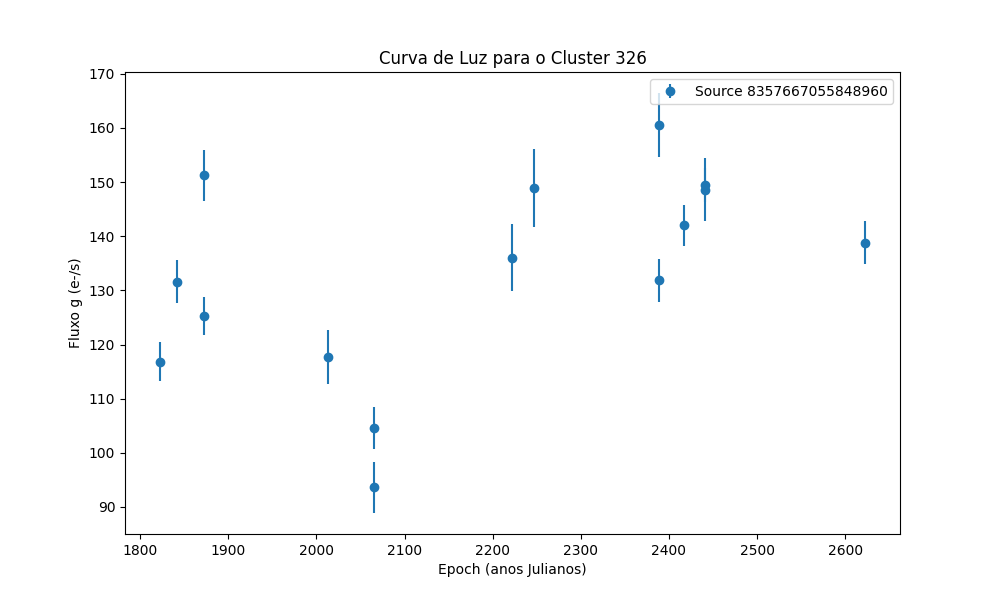 Curva de Luz para o Cluster 326
Source 8357667055848960
Fluxo g (e-/s)
170
160
150
140
130
120
110
100
90
1800 1900 2000 2100 2200 2300 2400 2500 2600
Epoch (anos Julianos)